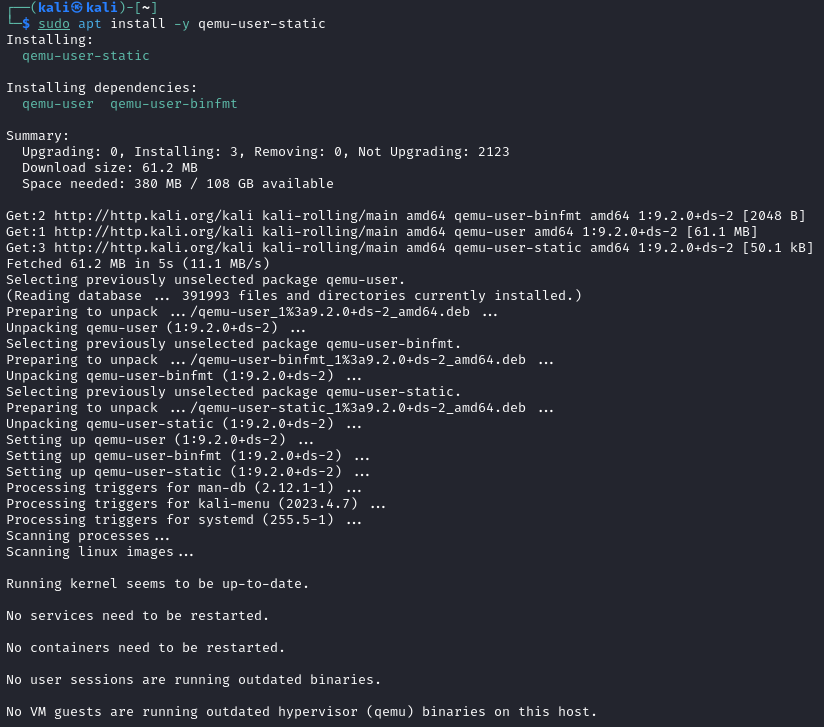 ┌──(kali㉿kali)-[~]
└─$ sudo apt install -y qemu-user-static
Installing:
  qemu-user-static

Installing dependencies:
  qemu-user  qemu-user-binfmt

Summary:
  Upgrading: 0, Installing: 3, Removing: 0, Not Upgrading: 2123
  Download size: 61.2 MB
  Space needed: 380 MB / 108 GB available

Get:2 http://http.kali.org/kali kali-rolling/main amd64 qemu-user-binfmt amd64 1:9.2.0+ds-2 [2048 B]
Get:1 http://http.kali.org/kali kali-rolling/main amd64 qemu-user amd64 1:9.2.0+ds-2 [61.1 MB]
Get:3 http://http.kali.org/kali kali-rolling/main amd64 qemu-user-static amd64 1:9.2.0+ds-2 [50.1 kB]
Fetched 61.2 MB in 5s (11.1 MB/s)
Selecting previously unselected package qemu-user.
(Reading database ... 391993 files and directories currently installed.)
Preparing to unpack .../qemu-user_1%3a9.2.0+ds-2_amd64.deb ...
Unpacking qemu-user (1:9.2.0+ds-2) ...
Selecting previously unselected package qemu-user-binfmt.
Preparing to unpack .../qemu-user-binfmt_1%3a9.2.0+ds-2_amd64.deb ...
Unpacking qemu-user-binfmt (1:9.2.0+ds-2) ...
Selecting previously unselected package qemu-user-static.
Preparing to unpack .../qemu-user-static_1%3a9.2.0+ds-2_amd64.deb ...
Unpacking qemu-user-static (1:9.2.0+ds-2) ...
Setting up qemu-user (1:9.2.0+ds-2) ...
Setting up qemu-user-binfmt (1:9.2.0+ds-2) ...
Setting up qemu-user-static (1:9.2.0+ds-2) ...
Processing triggers for man-db (2.12.1-1) ...
Processing triggers for kali-menu (2023.4.7) ...
Processing triggers for systemd (255.5-1) ...
Scanning processes...
Scanning linux images...

Running kernel seems to be up-to-date.

No services need to be restarted.

No containers need to be restarted.

No user sessions are running outdated binaries.

No VM guests are running outdated hypervisor (qemu) binaries on this host.